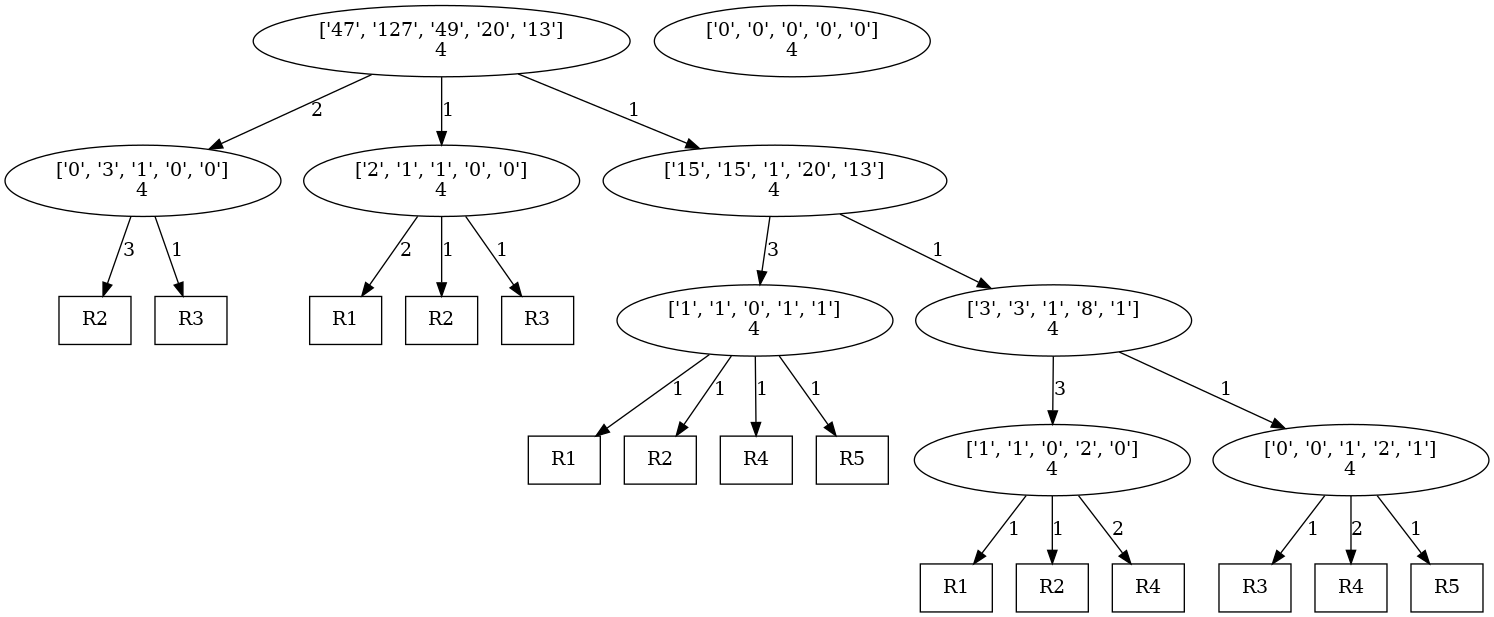 ['47', '127', '49', '20', '13']
4
['0', '0', '0', '0', '0']
4
2
1
1
['0', '3', '1', '0', '0']
4
['2', '1', '1', '0', '0']
4
['15', '15', '1', '20', '13']
4
3
1
2
1
1
3
1
R2
R3
R1
R2
R3
['1', '1', '0', '1', '1']
4
['3', '3', '1', '8', '1']
4
1
1
1
1
3
1
R1
R2
R4
R5
['1', '1', '0', '2', '0']
4
['0', '0', '1', '2', '1']
4
1
1
2
1
2
1
R1
R2
R4
R3
R4
R5